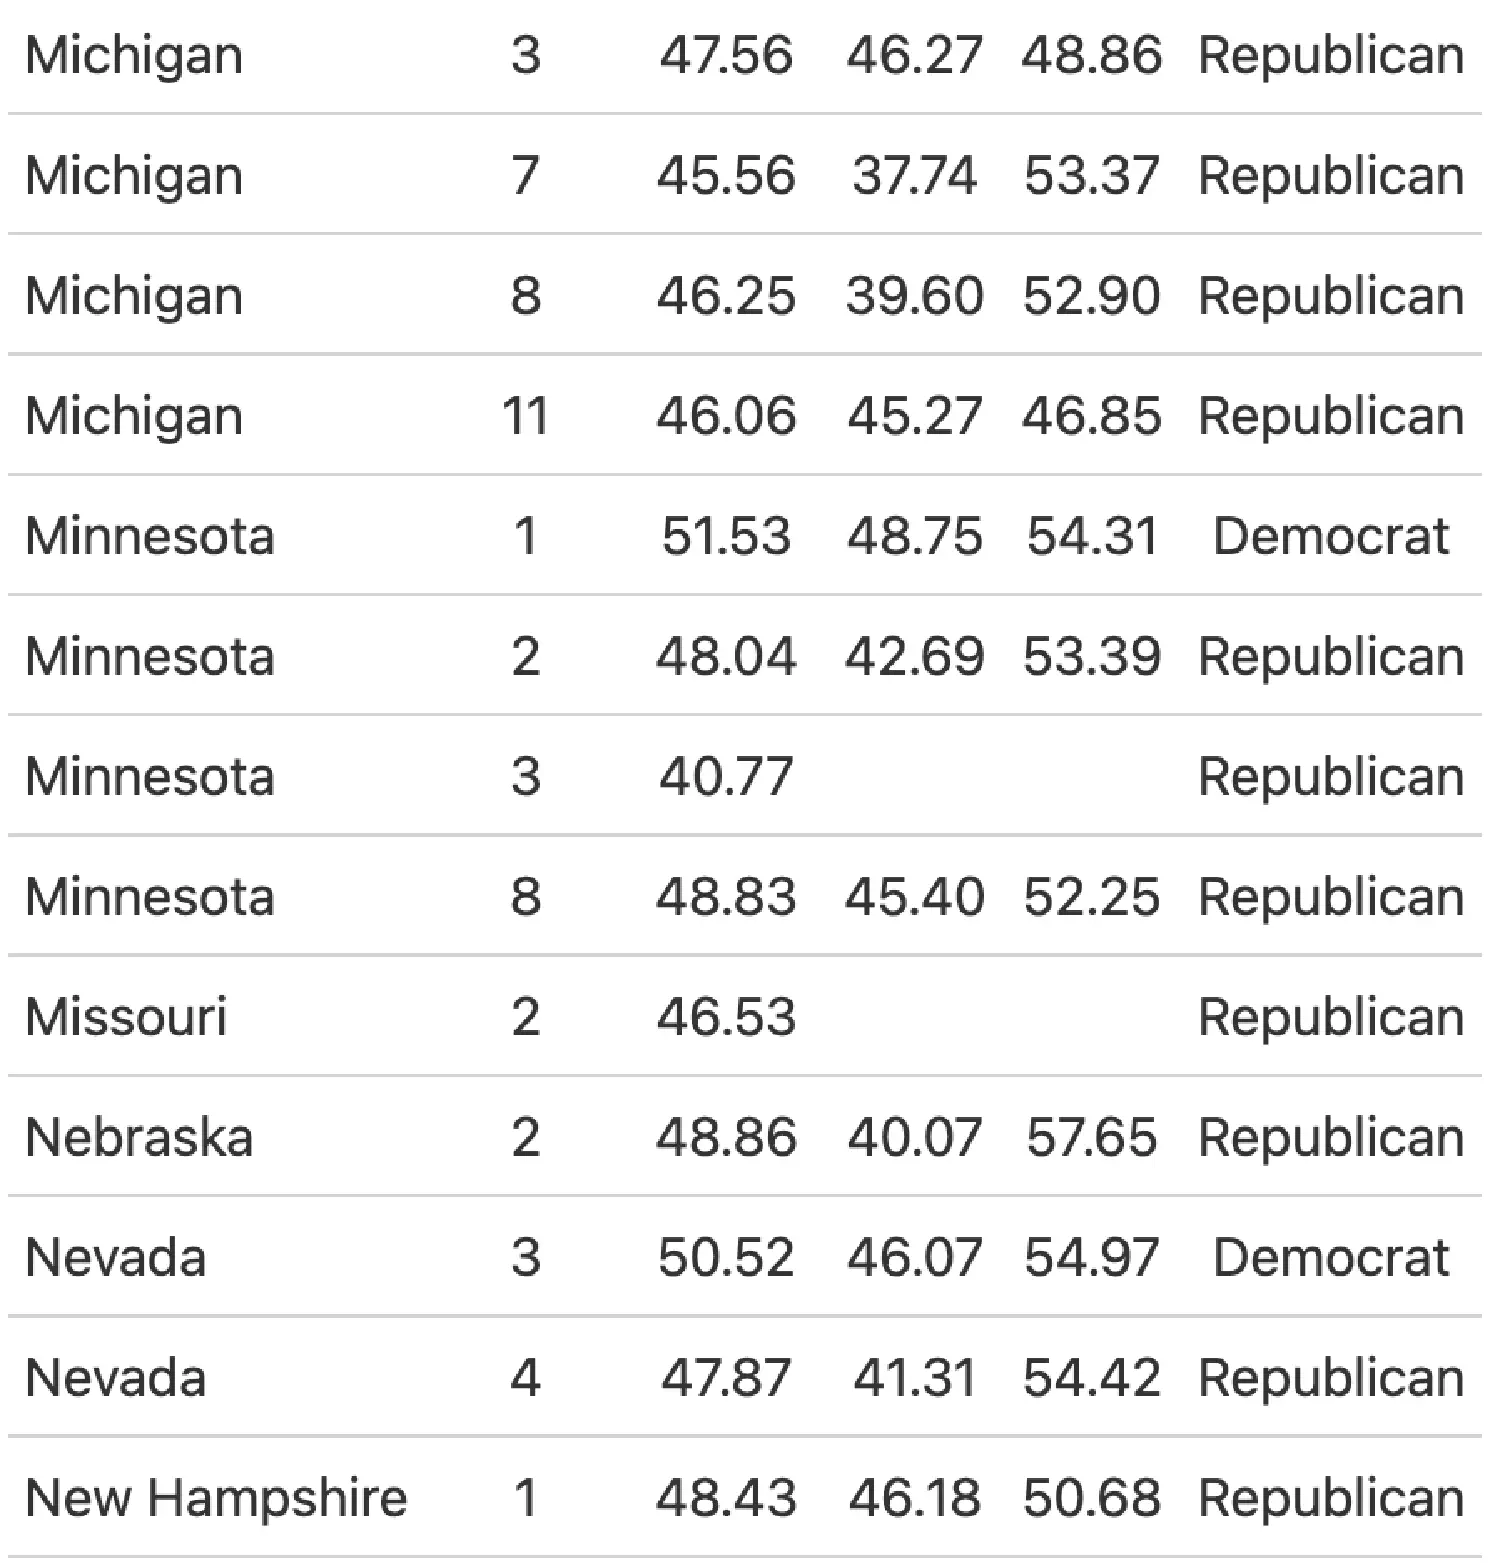 Michigan 3 47.56 46.27 48.86 Republican
Michigan 7 45.56 37.74 53.37 Republican
Michigan 8 46.25 39.60 52.90 Republican
Michigan 11 46.06 45.27 46.85 Republican
Minnesota 1 51.53 48.75 54.31 Democrat
Minnesota 2 48.04 42.69 53.39 Republican
Minnesota 3 40.77 Republican
Minnesota 8 48.83 45.40 52.25 Republican
Missouri 2 46.53 Republican
Nebraska 2 48.86 40.07 57.65 Republican
Nevada 3 50.52 46.07 54.97 Democrat
Nevada 4 47.87 41.31 54.42 Republican
New Hampshire 1 48.43 46.18 50.68 Republican